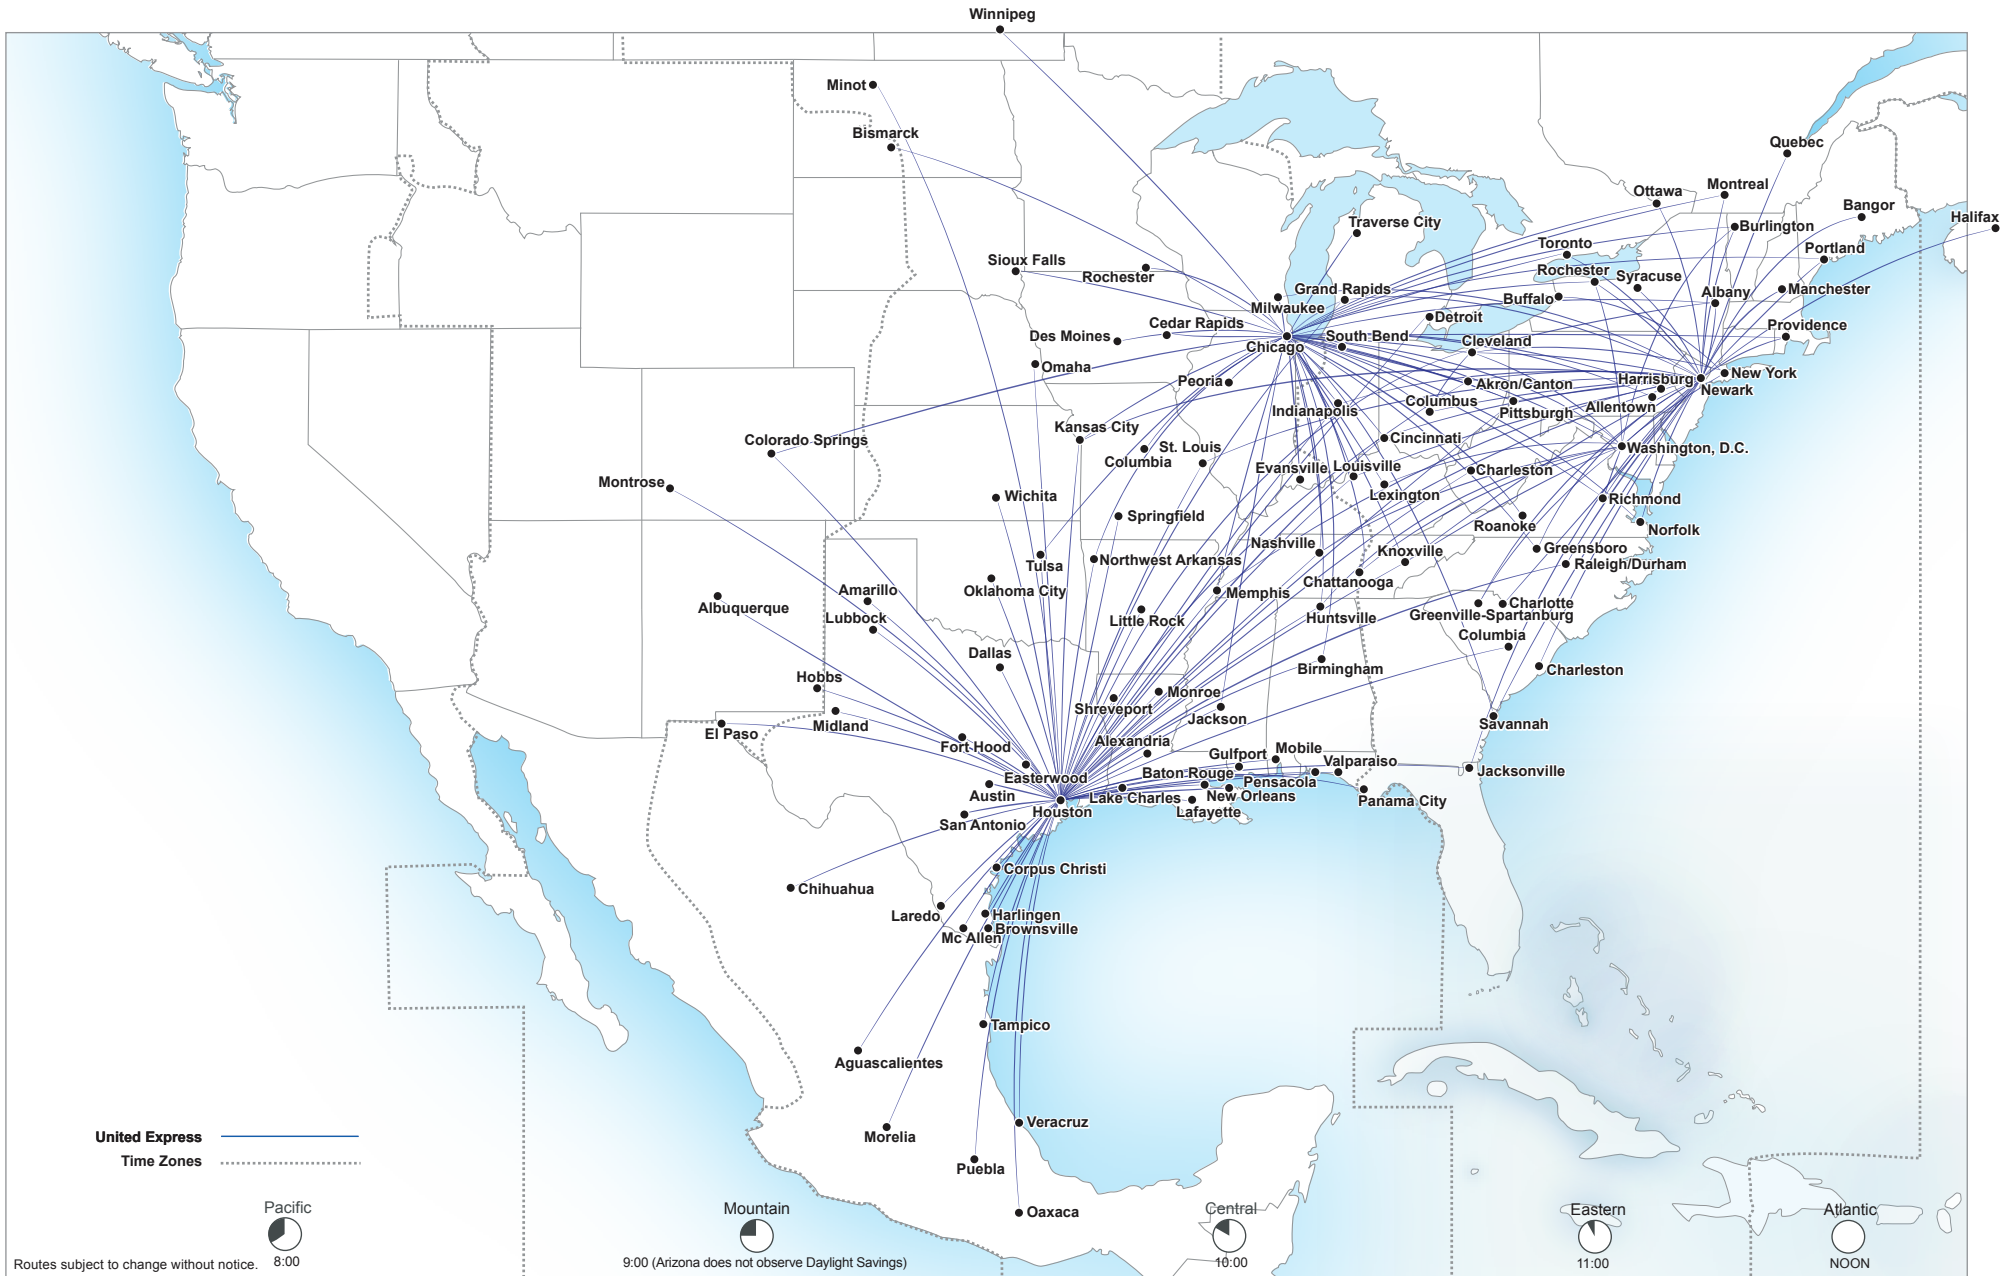 Winnipeg
Minot
Bismarck
Quebec
Ottawa
Montreal
Bangor
Halifax
Traverse City
Burlington
Toronto
Portland
Sioux Falls
Rochester
Rochester
Syracuse
Grand Rapids
Albany
Manchester
Milwaukee
Buffalo
Detroit
Providence
Des Moines
Cedar Rapids
Chicago
South Bend
Cleveland
Omaha
Peoria
Akron/Canton
Harrisburg
New York
Newark
Indianapolis
Columbus
Pittsburgh
Allentown
Kansas City
Colorado Springs
Cincinnati
St. Louis
Columbia
Washington, D.C.
Evansville
Louisville
Charleston
Montrose
Wichita
Lexington
Richmond
Springfield
Roanoke
Norfolk
Nashville
Knoxville
Greensboro
Tulsa
Northwest Arkansas
Raleigh/Durham
Chattanooga
Amarillo
Oklahoma City
Memphis
Albuquerque
Charlotte
Lubbock
Little Rock
Huntsville
Greenville-Spartanburg
Columbia
Dallas
Birmingham
Charleston
Hobbs
Monroe
Shreveport
Jackson
Savannah
El Paso
Midland
Fort Hood
Alexandria
Gulfport
Mobile
Valparaiso
Jacksonville
Easterwood
Baton Rouge
Pensacola
Austin
Lake Charles
New Orleans
Panama City
Houston
Lafayette
San Antonio
Corpus Christi
Chihuahua
Laredo
Harlingen
Brownsville
Mc Allen
Tampico
Aguascalientes
Veracruz
Morelia
Puebla
Oaxaca
United Express
Time Zones
Pacific
Mountain
Central
Eastern
Atlantic
Routes subject to change without notice.
8:00
9:00 (Arizona does not observe Daylight Savings)
10:00
11:00
NOON